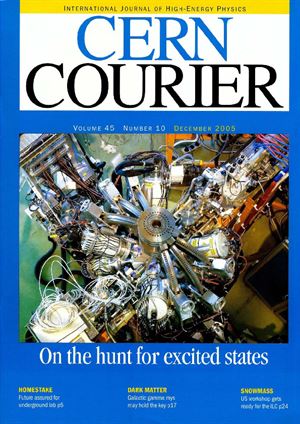 INTERNATIONAL JOURNAL OF HIGH-ENERGY PHYSICS
CERN
COURIER
VOLUME 45 NUMBER 10 DECEMBER 2005
On the hunt for excited states
HOMESTAKE
Future assured for
underground lab p5
DARK MATTER
Galactic gamma rays
may hold the key p17
SNOWMASS
US workshop gets
ready for the ILC p24